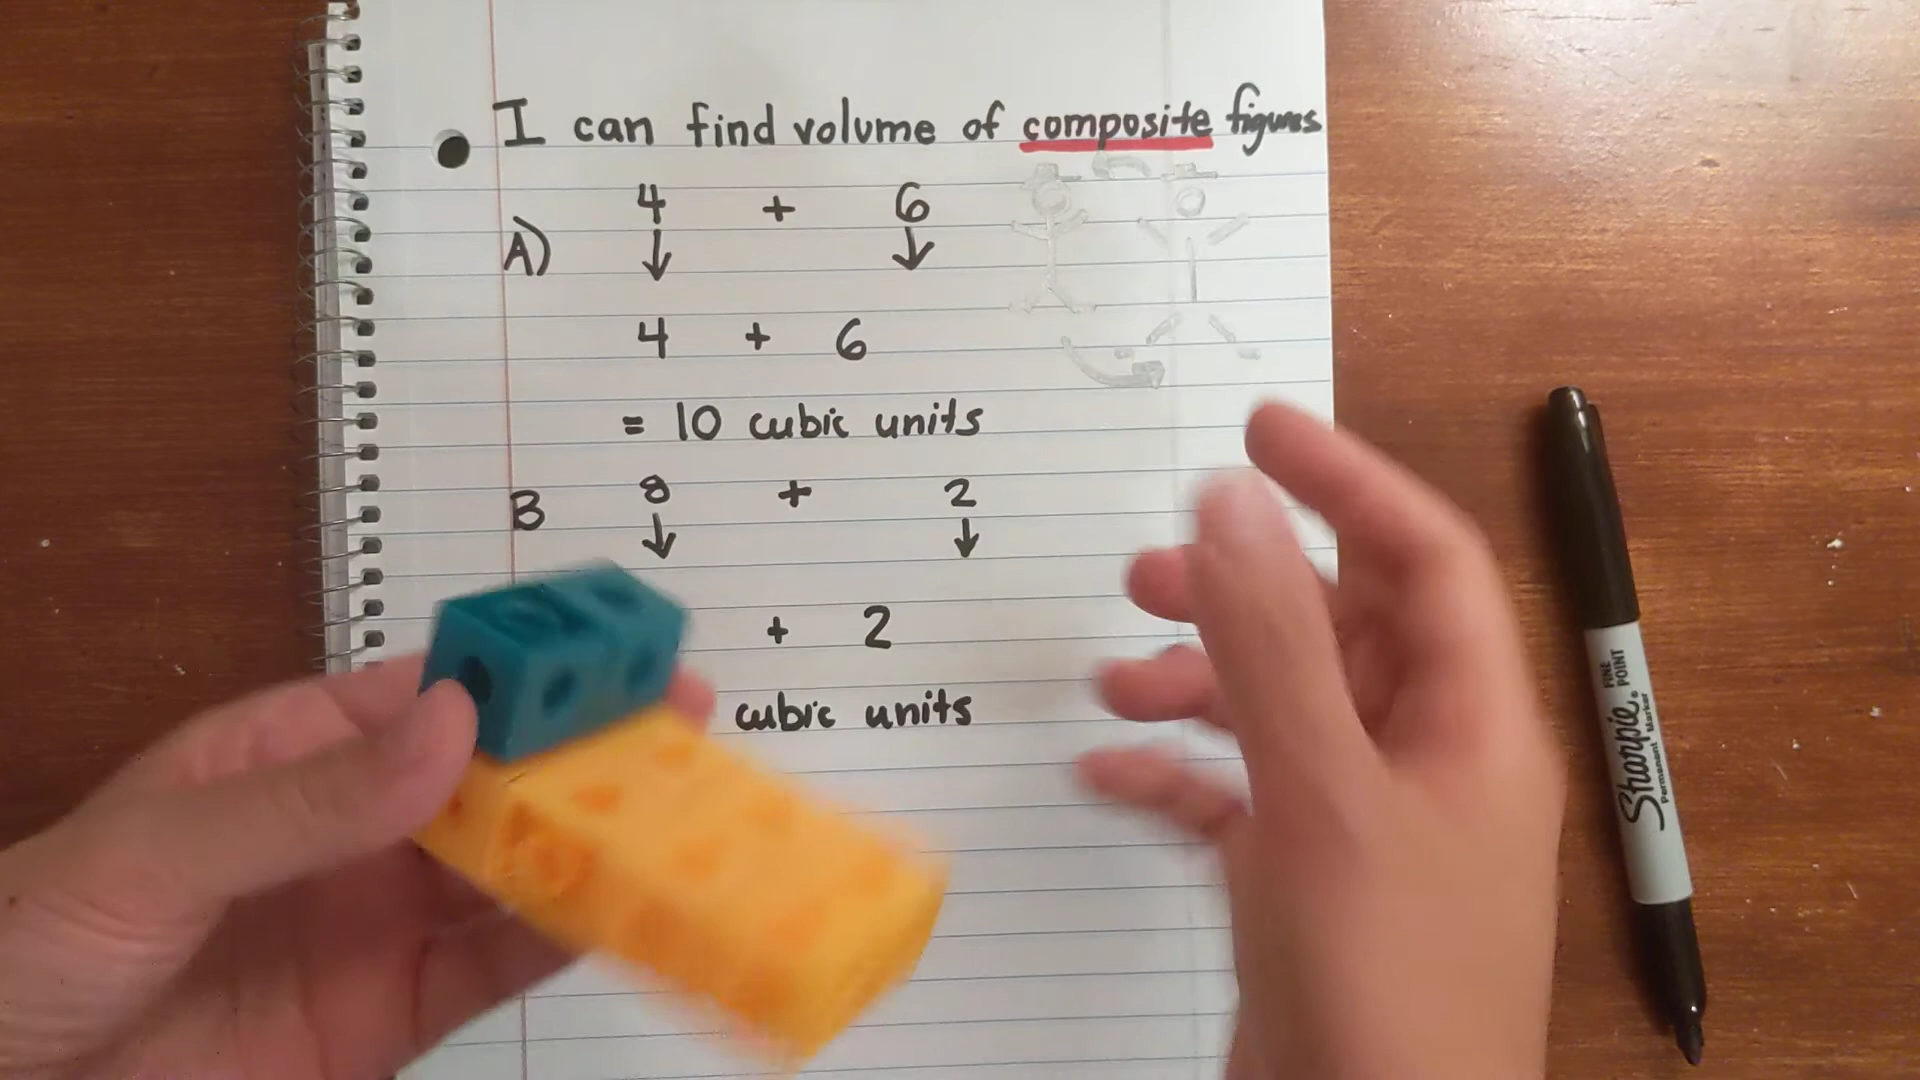 I can find volume of composite figures
4 + 6
A) ↓ ↓
4 + 6
= 10 cubic units
B 8 + 2
↓ ↓
+ 2
cubic units
Sharpie
FINE POINT
Permanent Marker